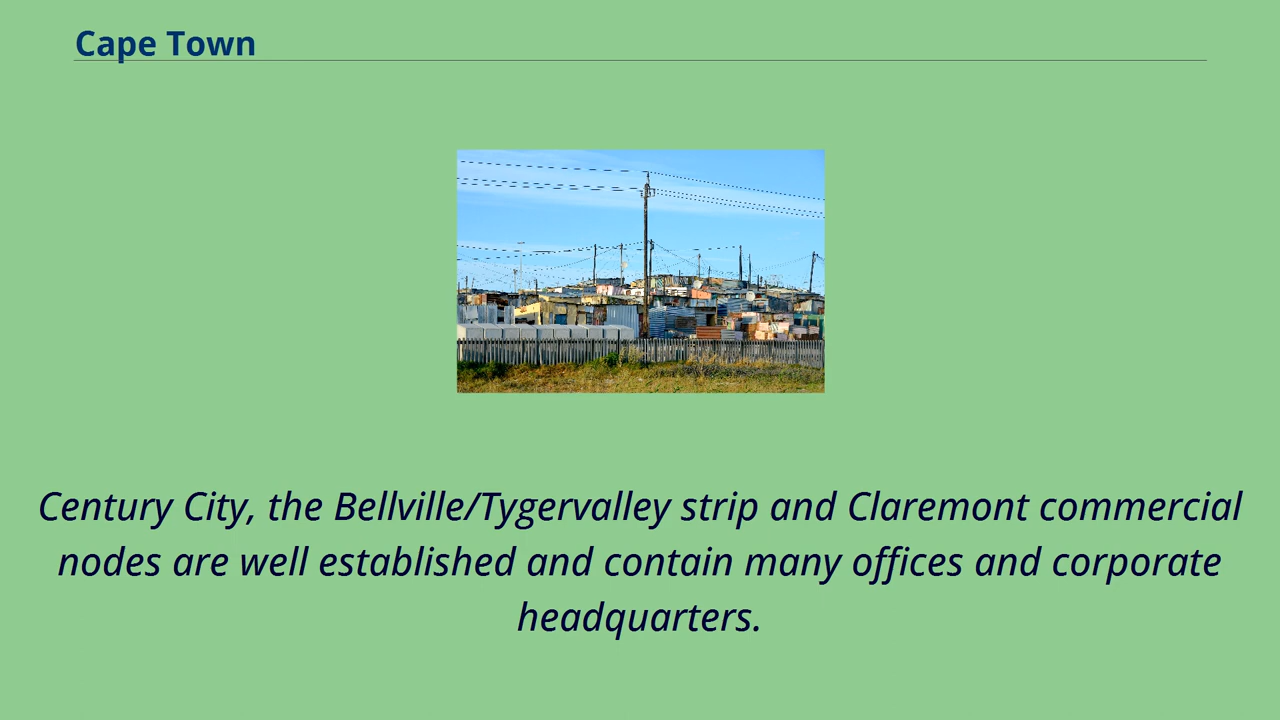 Cape Town
Century City, the Bellville/Tygervalley strip and Claremont commercial
nodes are well established and contain many offices and corporate
headquarters.